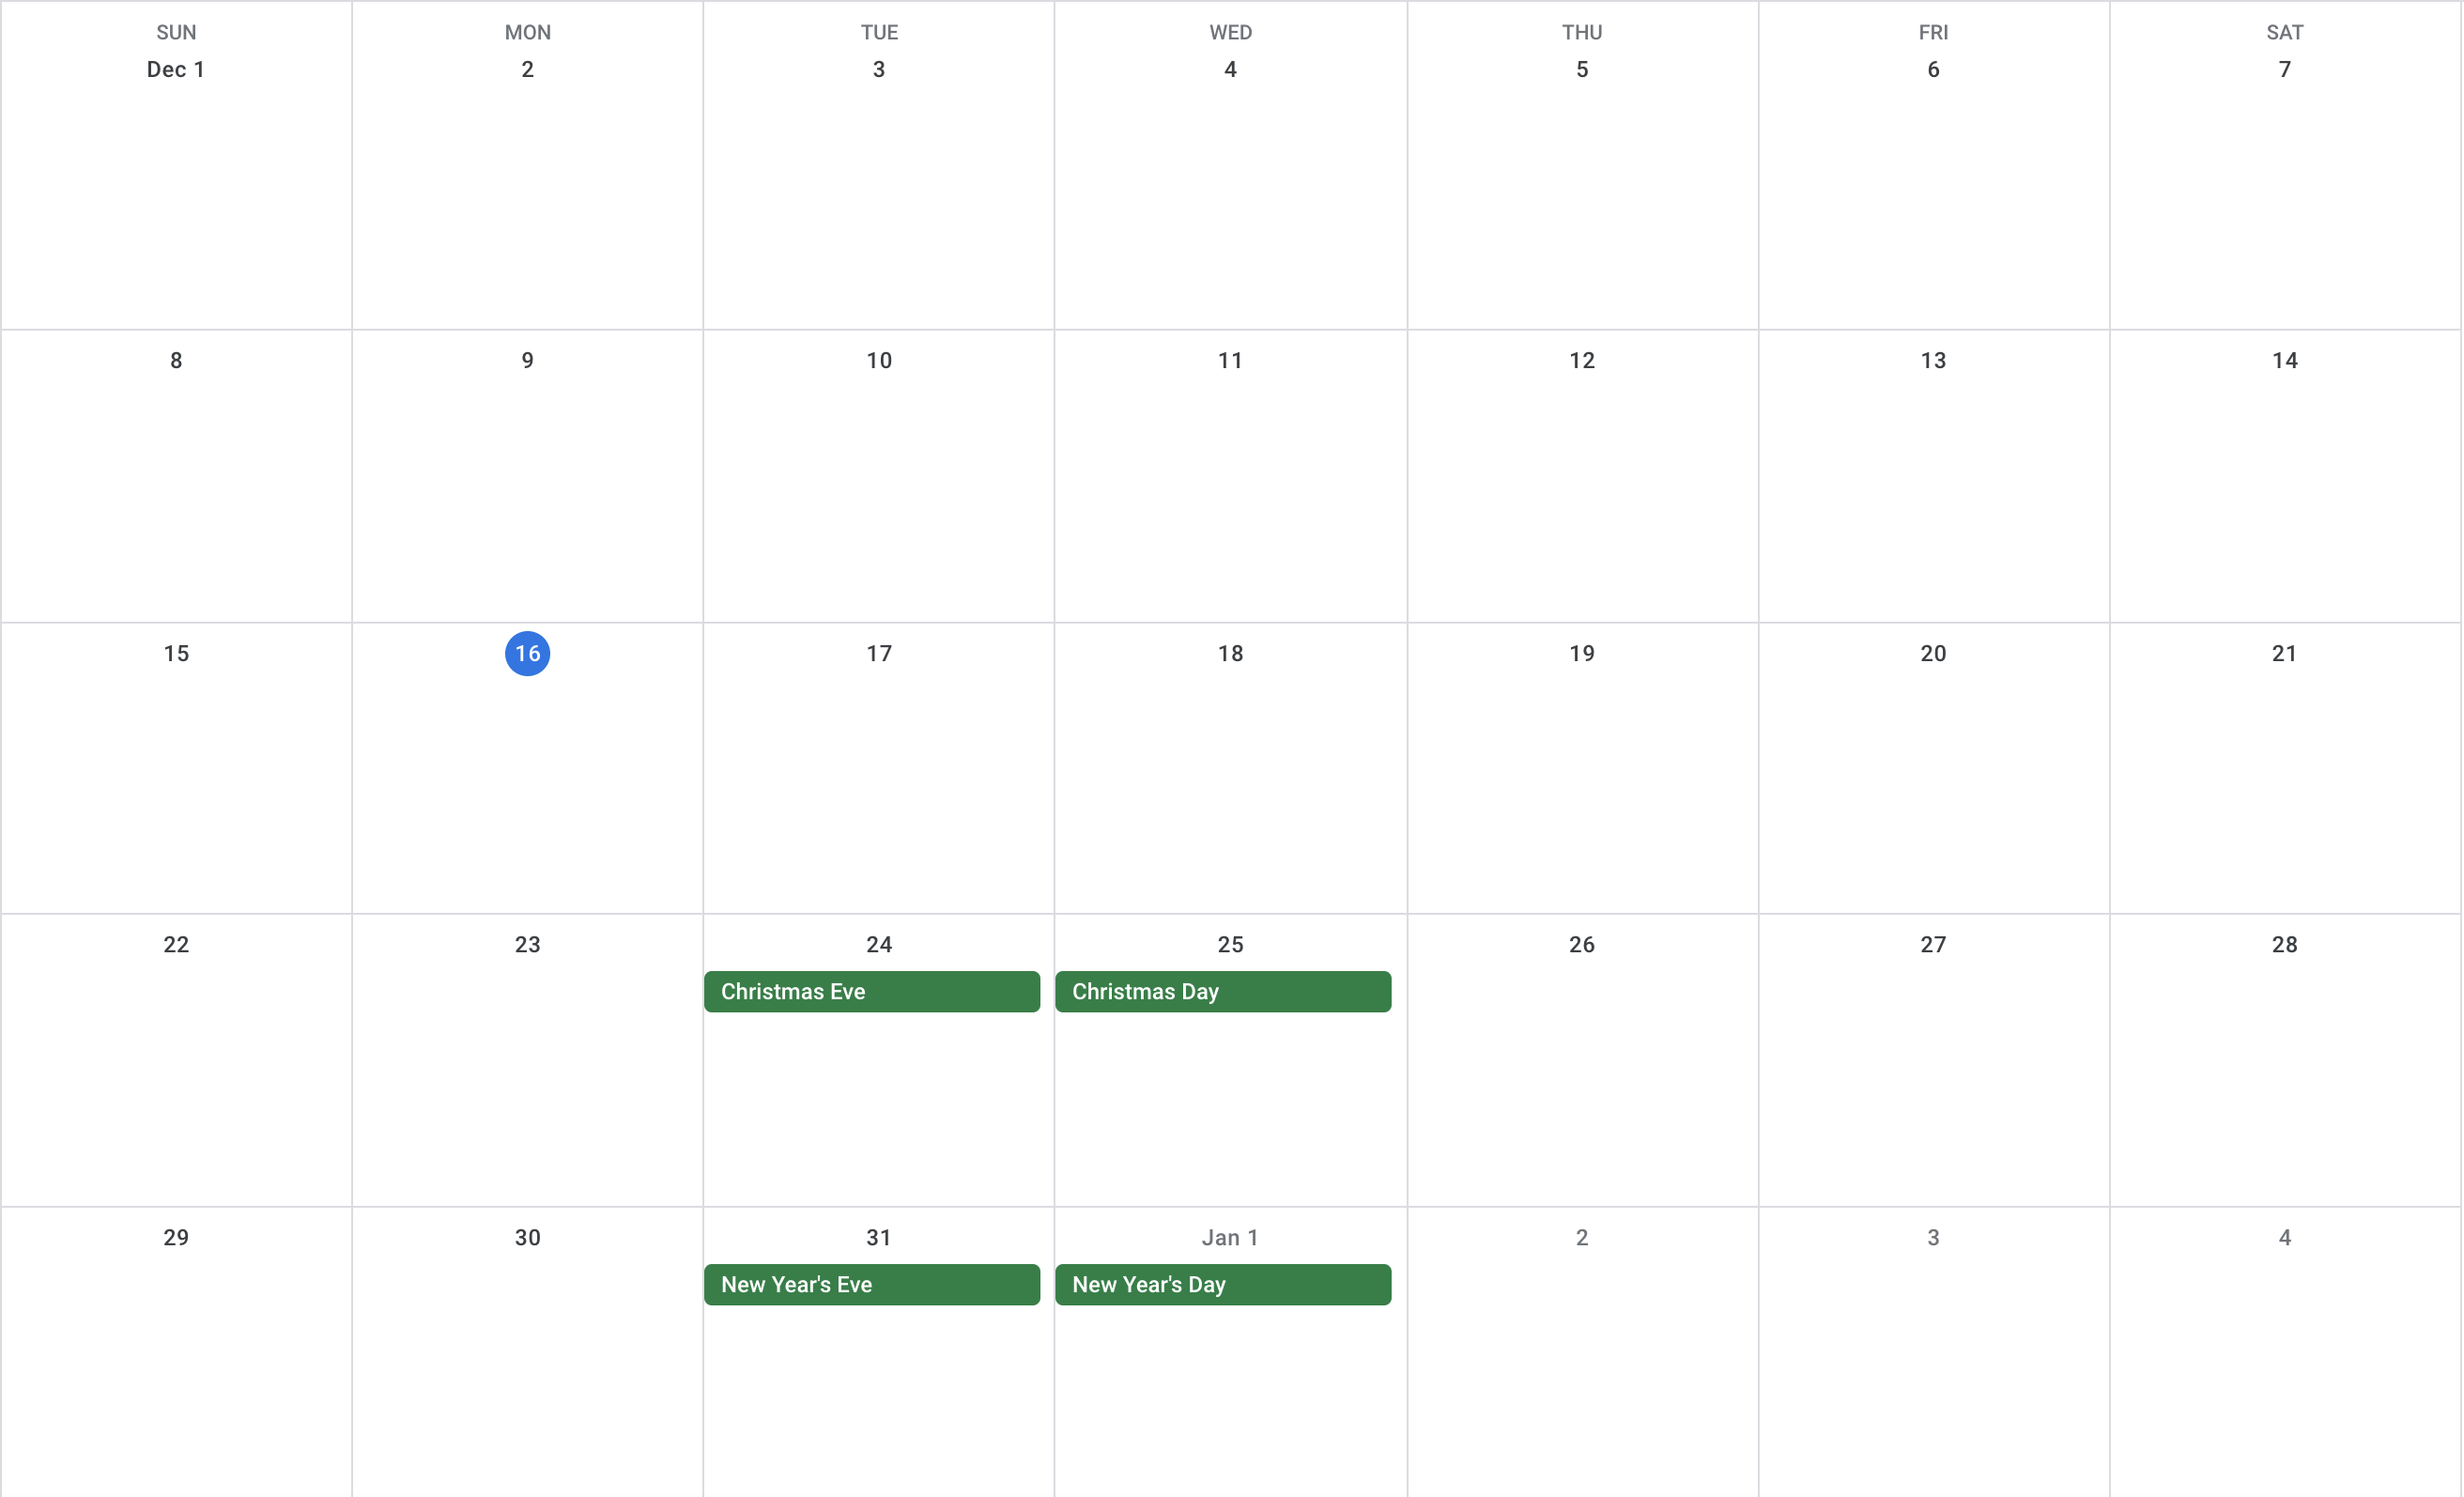 SUN MON TUE WED THU FRI SAT
Dec 1 2 3 4 5 6 7
8 9 10 11 12 13 14
15 16 17 18 19 20 21
22 23 24 25 26 27 28
Christmas Eve Christmas Day
29 30 31 Jan 1 2 3 4
New Year's Eve New Year's Day